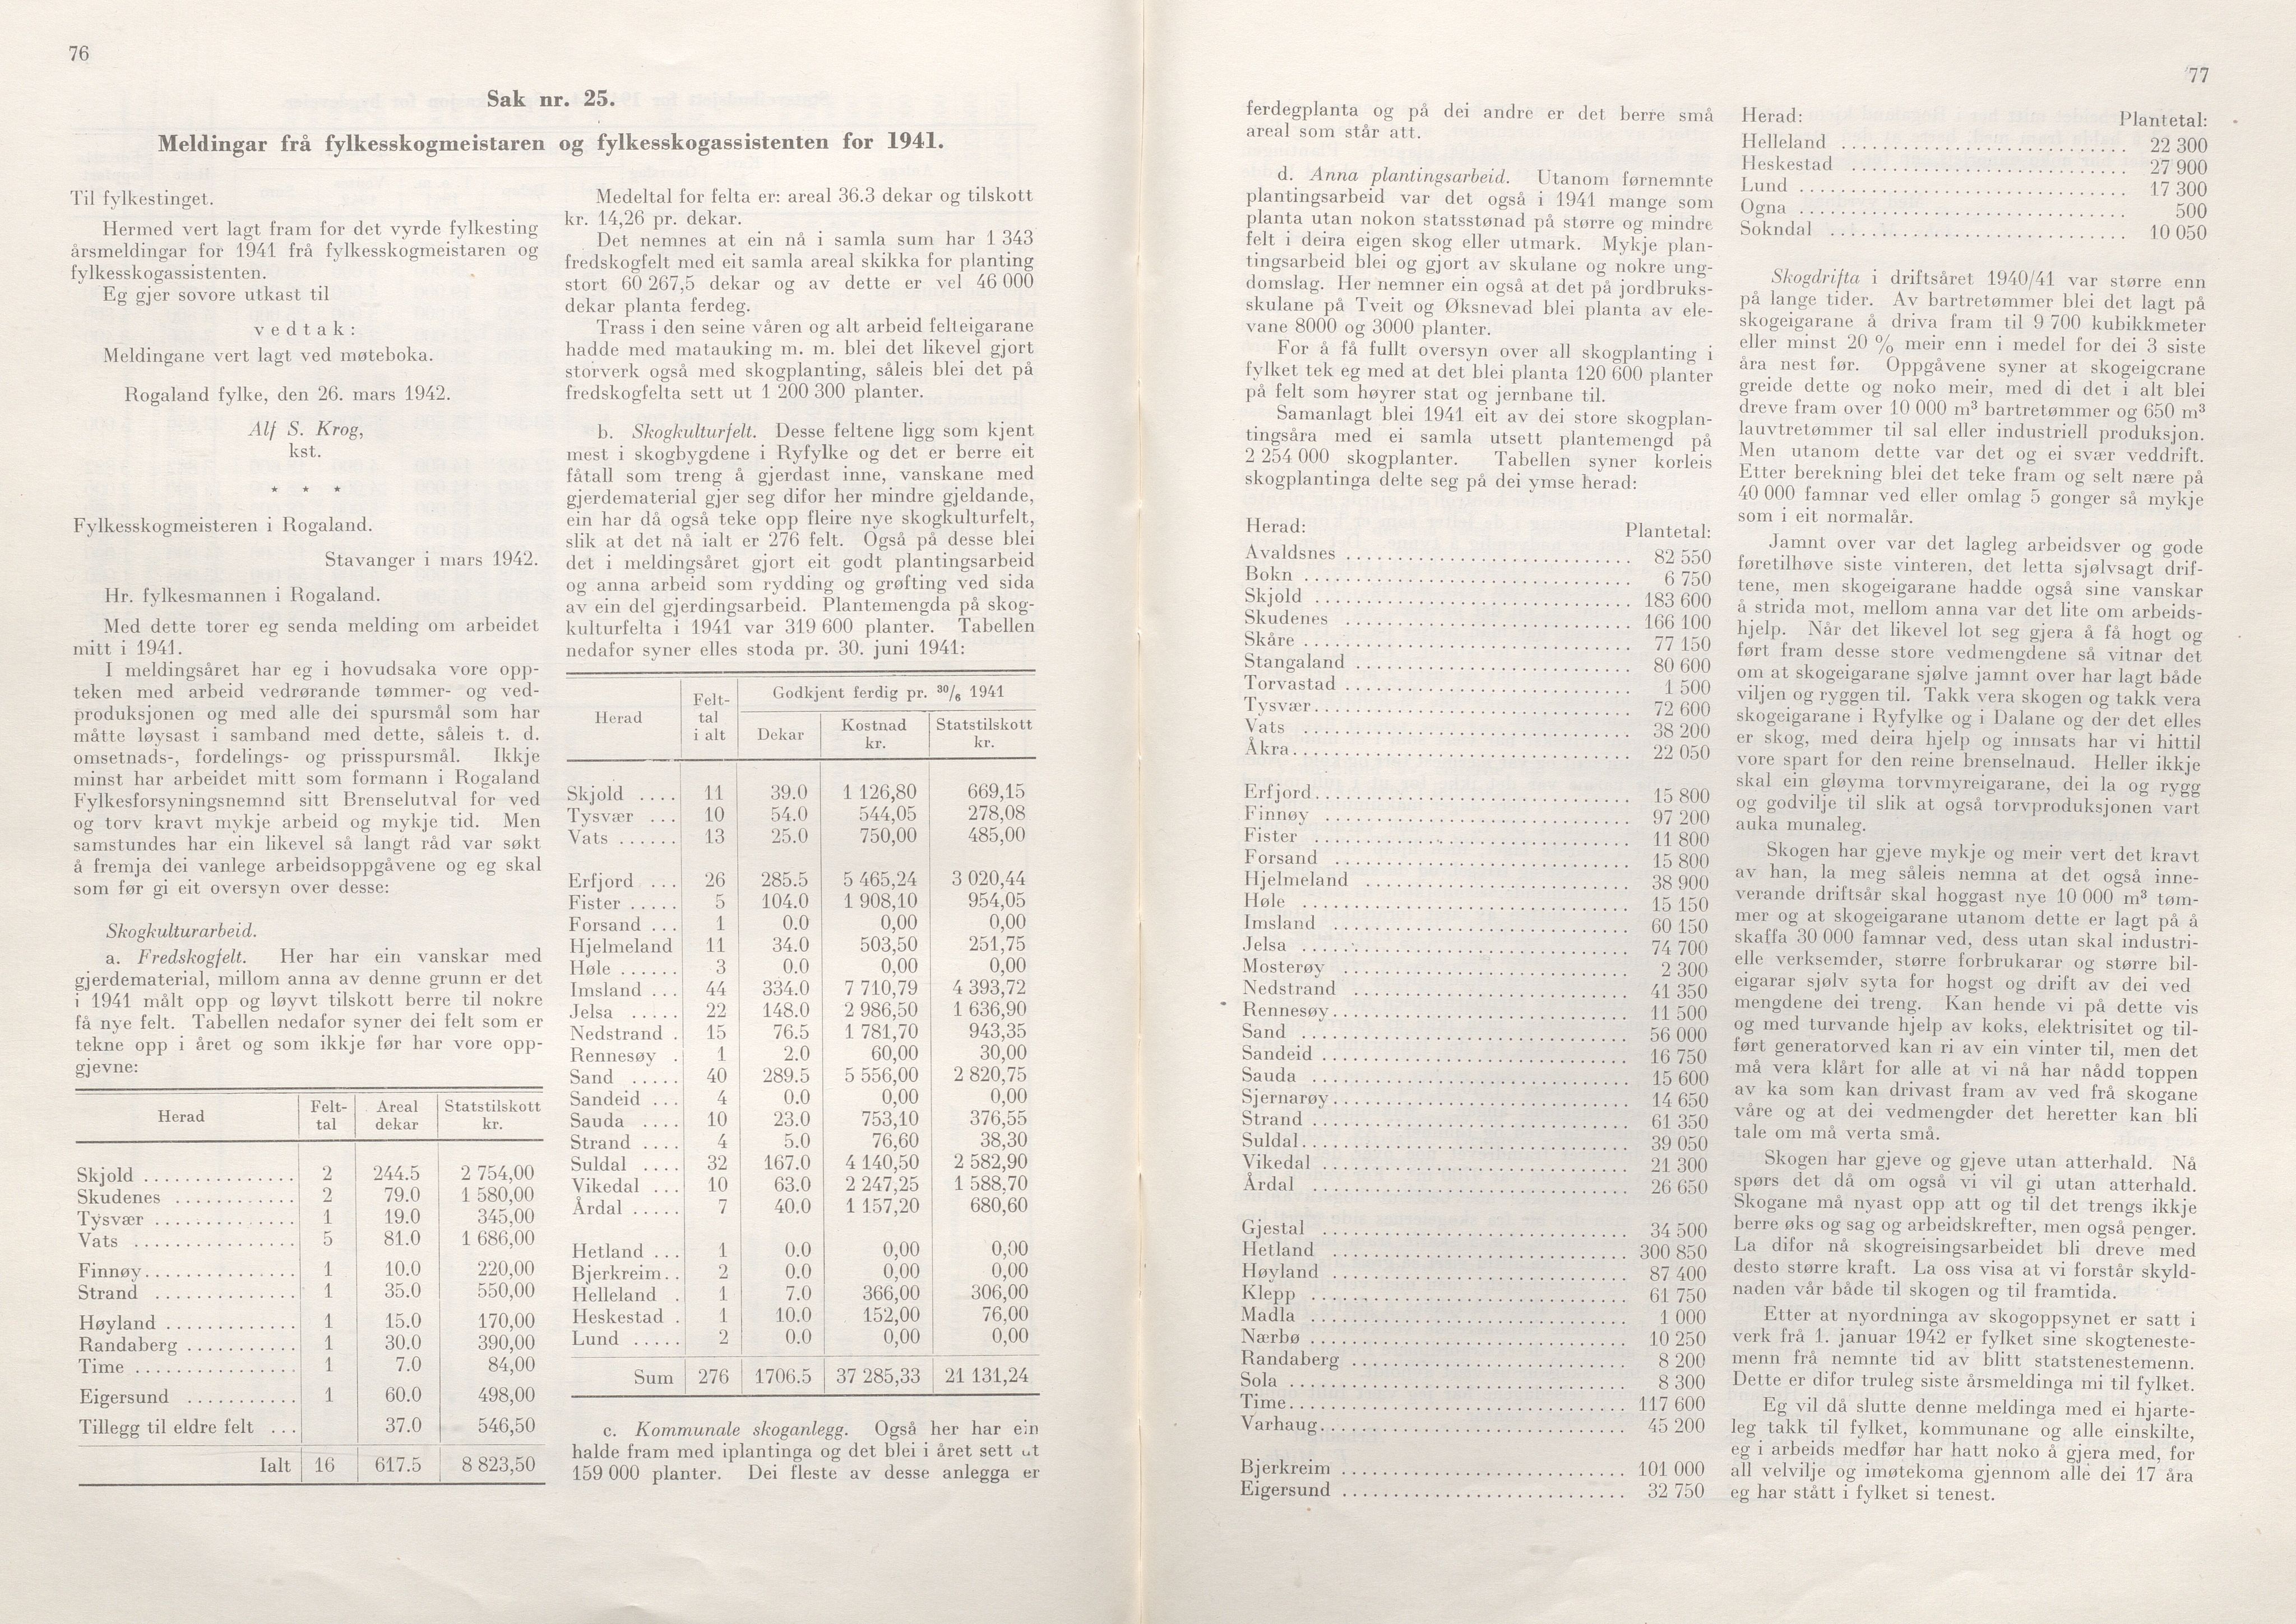 76
Sak nr. 25.
Meldingar frå fylkesskogmeistaren og fylkesskogassistenten for 1941.
Til fylkestinget.
Hermed vert lagt fram for det vyrde fylkesting
årsmeldingar for 1941 frå fylkesskogmeistaren og
fylkesskogassistenten.
Eg gjer sovore utkast til
vedtak:
Meldingane vert lagt ved møteboka.
Rogaland fylke, den 26. mars 1942.
Alf S. Krog,
kst.
* * *
Fylkesskogmeisteren i Rogaland.
Stavanger i mars 1942.
Hr. fylkesmannen i Rogaland.
Med dette torer eg senda melding om arbeidet
mitt i 1941.
I meldingsåret har eg i hovudsaka vore opp-
teken med arbeid vedrørande tømmer- og ved-
produksjonen og med alle dei spursmål som har
måtte løysast i samband med dette, såleis t. d.
omsetnads-, fordelings- og prisspursmål. Ikkje
minst har arbeidet mitt som formann i Rogaland
Fylkesforsyningsnemnd sitt Brenselutval for ved
og torv kravt mykje arbeid og mykje tid. Men
samstundes har ein likevel så langt råd var søkt
å fremja dei vanlege arbeidsoppgåvene og eg skal
som før gi eit oversyn over desse:
Skogkulturarbeid.
a. Fredskogfelt. Her har ein vanskar med
gjerdematerial, millom anna av denne grunn er det
i 1941 målt opp og løyvt tilskott berre til nokre
få nye felt. Tabellen nedafor syner dei felt som er
tekne opp i året og som ikkje før har vore opp-
gjevne:
Herad Felt-tal Areal dekar Statstilskott kr.
Skjold ............... 2 244.5 2 754,00
Skudenes ............ 2 79.0 1 580,00
Tysvær .............. 1 19.0 345,00
Vats ................ 5 81.0 1 686,00
Finnøy............... 1 10.0 220,00
Strand .............. 1 35.0 550,00
Høyland ............. 1 15.0 170,00
Randaberg ........... 1 30.0 390,00
Time ................ 1 7.0 84,00
Eigersund ........... 1 60.0 498,00
Tillegg til eldre felt ... 37.0 546,50
Ialt 16 617.5 8 823,50
Medeltal for felta er: areal 36.3 dekar og tilskott
kr. 14,26 pr. dekar.
Det nemnes at ein nå i samla sum har 1 343
fredskogfelt med eit samla areal skikka for planting
stort 60 267,5 dekar og av dette er vel 46 000
dekar planta ferdeg.
Trass i den seine våren og alt arbeid felteigarane
hadde med matauking m. m. blei det likevel gjort
storverk også med skogplanting, såleis blei det på
fredskogfelta sett ut 1 200 300 planter.
b. Skogkulturfelt. Desse feltene ligg som kjent
mest i skogbygdene i Ryfylke og det er berre eit
fåtall som treng å gjerdast inne, vanskane med
gjerdematerial gjer seg difor her mindre gjeldande,
ein har då også teke opp fleire nye skogkulturfelt,
slik at det nå ialt er 276 felt. Også på desse blei
det i meldingsåret gjort eit godt plantingsarbeid
og anna arbeid som rydding og grøfting ved sida
av ein del gjerdingsarbeid. Plantemengda på skog-
kulturfelta i 1941 var 319 600 planter. Tabellen
nedafor syner elles stoda pr. 30. juni 1941:
Herad Felt-tal i alt Godkjent ferdig pr. 30/6 1941
Dekar Kostnad kr. Statstilskott kr.
Skjold .... 11 39.0 1 126,80 669,15
Tysvær ... 10 54.0 544,05 278,08
Vats ...... 13 25.0 750,00 485,00
Erfjord ... 26 285.5 5 465,24 3 020,44
Fister ..... 5 104.0 1 908,10 954,05
Forsand ... 1 0.0 0,00 0,00
Hjelmeland 11 34.0 503,50 251,75
Høle ...... 3 0.0 0,00 0,00
Imsland ... 44 334.0 7 710,79 4 393,72
Jelsa ..... 22 148.0 2 986,50 1 636,90
Nedstrand . 15 76.5 1 781,70 943,35
Rennesøy . 1 2.0 60,00 30,00
Sand ..... 40 289.5 5 556,00 2 820,75
Sandeid ... 4 0.0 0,00 0,00
Sauda .... 10 23.0 753,10 376,55
Strand .... 4 5.0 76,60 38,30
Suldal .... 32 167.0 4 140,50 2 582,90
Vikedal ... 10 63.0 2 247,25 1 588,70
Årdal ..... 7 40.0 1 157,20 680,60
Hetland ... 1 0.0 0,00 0,00
Bjerkreim.. 2 0.0 0,00 0,00
Helleland . 1 7.0 366,00 306,00
Heskestad . 1 10.0 152,00 76,00
Lund ..... 2 0.0 0,00 0,00
Sum 276 1706.5 37 285,33 21 131,24
c. Kommunale skoganlegg. Også her har ein
halde fram med iplantinga og det blei i året sett ut
159 000 planter. Dei fleste av desse anlegga er
77
ferdegplanta og på dei andre er det berre små
areal som står att.
d. Anna plantingsarbeid. Utanom førnemnte
plantingsarbeid var det også i 1941 mange som
planta utan nokon statsstønad på større og mindre
felt i deira eigen skog eller utmark. Mykje plan-
tingsarbeid blei og gjort av skulane og nokre ung-
domslag. Her nemner ein også at det på jordbruks-
skulane på Tveit og Øksnevad blei planta av ele-
vane 8000 og 3000 planter.
For å få fullt oversyn over all skogplanting i
fylket tek eg med at det blei planta 120 600 planter
på felt som høyrer stat og jernbane til.
Samanlagt blei 1941 eit av dei store skogplan-
tingsåra med ei samla utsett plantemengd på
2 254 000 skogplanter. Tabellen syner korleis
skogplantinga delte seg på dei ymse herad:
Herad: Plantetal:
Avaldsnes ............................ 82 550
Bokn ................................ 6 750
Skjold ............................... 183 600
Skudenes ............................ 166 100
Skåre ................................ 77 150
Stangaland ........................... 80 600
Torvastad ............................ 1 500
Tysvær............................... 72 600
Vats ................................ 38 200
Åkra................................. 22 050
Erfjord............................... 15 800
Finnøy .............................. 97 200
Fister ............................... 11 800
Forsand ............................. 15 800
Hjelmeland .......................... 38 900
Høle ................................ 15 150
Imsland ............................. 60 150
Jelsa ................................ 74 700
Mosterøy ............................ 2 300
Nedstrand ........................... 41 350
Rennesøy............................. 11 500
Sand ................................ 56 000
Sandeid .............................. 16 750
Sauda ............................... 15 600
Sjernarøy............................. 14 650
Strand ............................... 61 350
Suldal................................ 39 050
Vikedal .............................. 21 300
Årdal ............................... 26 650
Gjestal .............................. 34 500
Hetland ............................. 300 850
Høyland ............................. 87 400
Klepp ............................... 61 750
Madla ............................... 1 000
Nærbø ............................... 10 250
Randaberg ........................... 8 200
Sola ................................. 8 300
Time................................. 117 600
Varhaug.............................. 45 200
Bjerkreim ............................ 101 000
Eigersund ............................ 32 750
Herad: Plantetal:
Helleland ............................ 22 300
Heskestad ........................... 27 900
Lund ................................ 17 300
Ogna ................................ 500
Sokndal ............................. 10 050
Skogdrifta i driftsåret 1940/41 var større enn
på lange tider. Av bartretømmer blei det lagt på
skogeigarane å driva fram til 9 700 kubikkmeter
eller minst 20 % meir enn i medel for dei 3 siste
åra nest før. Oppgåvene syner at skogeigcrane
greide dette og noko meir, med di det i alt blei
dreve fram over 10 000 m³ bartretømmer og 650 m³
lauvtretømmer til sal eller industriell produksjon.
Men utanom dette var det og ei svær veddrift.
Etter berekning blei det teke fram og selt nære på
40 000 famnar ved eller omlag 5 gonger så mykje
som i eit normalår.
Jamnt over var det lagleg arbeidsver og gode
føretilhøve siste vinteren, det letta sjølvsagt drif-
tene, men skogeigarane hadde også sine vanskar
å strida mot, mellom anna var det lite om arbeids-
hjelp. Når det likevel lot seg gjera å få hogt og
ført fram desse store vedmengdene så vitnar det
om at skogeigarane sjølve jamnt over har lagt både
viljen og ryggen til. Takk vera skogen og takk vera
skogeigarane i Ryfylke og i Dalane og der det elles
er skog, med deira hjelp og innsats har vi hittil
vore spart for den reine brenselnaud. Heller ikkje
skal ein gløyma torvmyreigarane, dei la og rygg
og godvilje til slik at også torvproduksjonen vart
auka munaleg.
Skogen har gjeve mykje og meir vert det kravt
av han, la meg såleis nemna at det også inne-
verande driftsår skal hoggast nye 10 000 m³ tøm-
mer og at skogeigarane utanom dette er lagt på å
skaffa 30 000 famnar ved, dess utan skal industri-
elle verksemder, større forbrukarar og større bil-
eigarar sjølv syta for hogst og drift av dei ved
mengdene dei treng. Kan hende vi på dette vis
og med turvande hjelp av koks, elektrisitet og til-
ført generatorved kan ri av ein vinter til, men det
må vera klårt for alle at vi nå har nådd toppen
av ka som kan drivast fram av ved frå skogane
våre og at dei vedmengder det heretter kan bli
tale om må verta små.
Skogen har gjeve og gjeve utan atterhald. Nå
spørs det då om også vi vil gi utan atterhald.
Skogane må nyast opp att og til det trengs ikkje
berre øks og sag og arbeidskrefter, men også penger.
La difor nå skogreisingsarbeidet bli dreve med
desto større kraft. La oss visa at vi forstår skyld-
naden vår både til skogen og til framtida.
Etter at nyordninga av skogoppsynet er satt i
verk frå 1. januar 1942 er fylket sine skogteneste-
menn frå nemnte tid av blitt statstenestemenn.
Dette er difor truleg siste årsmeldinga mi til fylket.
Eg vil då slutte denne meldinga med ei hjarte-
leg takk til fylket, kommunane og alle einskilte,
eg i arbeids medfør har hatt noko å gjera med, for
all velvilje og imøtekoma gjennom alle dei 17 åra
eg har stått i fylket si tenest.